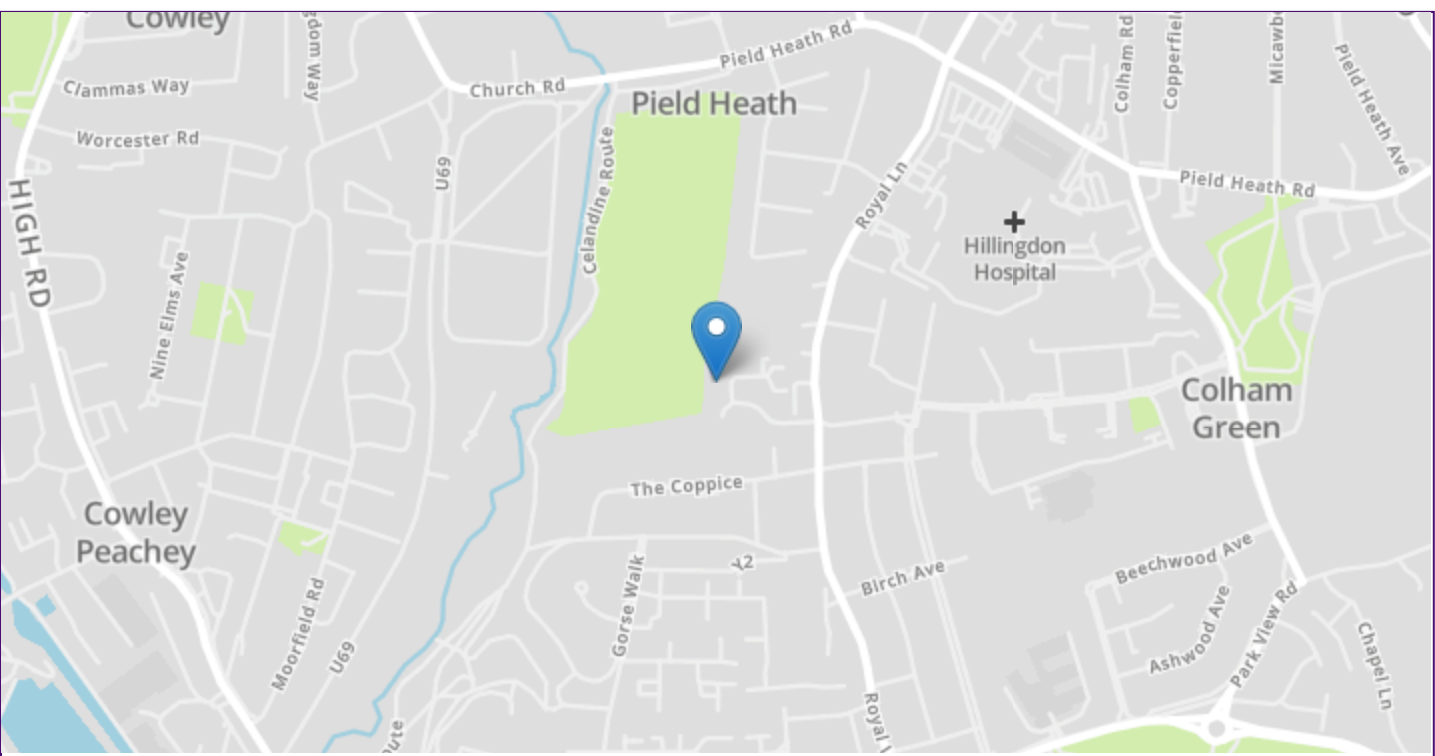 Cowley
Pield Heath Rd
Clammas Way
Church Rd
Pield Heath
Worcester Rd
U69
Celandine Route
Royal Ln
Colham Rd
Pield Heath Ave
Pield Heath Rd
HIGH RD
Hillingdon
Hospital
Nine Elms Ave
Colham
Green
The Coppice
Cowley
Peachey
Birch Ave
Beechwood Ave
Gorse Walk
Ashwood Ave
Park View Rd
Moorfield Rd
U69
Chapel Ln
Royal